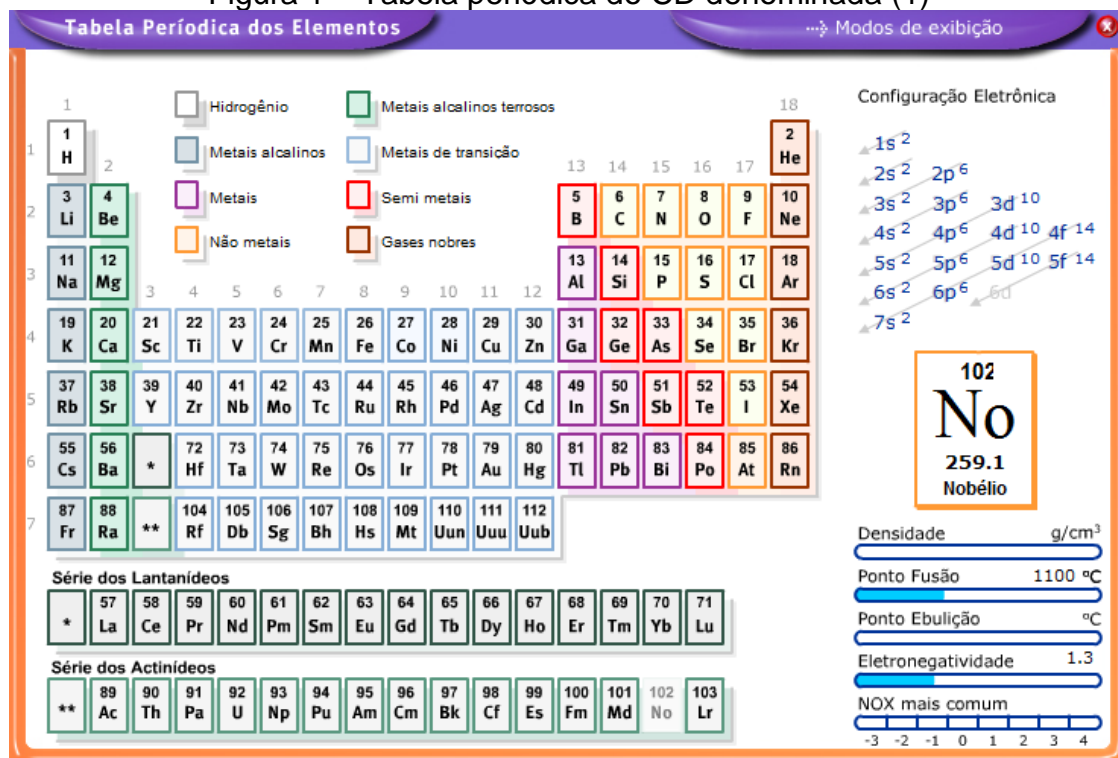 Figura 1 – Tabela periódica do CD denominada (1)
Tabela Periódica dos Elementos
Modos de exibição
1 18
Hidrogênio Metais alcalinos terrosos
Metais alcalinos Metais de transição
Metais Semi metais
Não metais Gases nobres
2 13 14 15 16 17
3 4 5 6 7 8 9 10 11 12
1 1 H 2 He
2 3 Li 4 Be 5 B 6 C 7 N 8 O 9 F 10 Ne
3 11 Na 12 Mg 13 Al 14 Si 15 P 16 S 17 Cl 18 Ar
4 19 K 20 Ca 21 Sc 22 Ti 23 V 24 Cr 25 Mn 26 Fe 27 Co 28 Ni 29 Cu 30 Zn 31 Ga 32 Ge 33 As 34 Se 35 Br 36 Kr
5 37 Rb 38 Sr 39 Y 40 Zr 41 Nb 42 Mo 43 Tc 44 Ru 45 Rh 46 Pd 47 Ag 48 Cd 49 In 50 Sn 51 Sb 52 Te 53 I 54 Xe
6 55 Cs 56 Ba * 72 Hf 73 Ta 74 W 75 Re 76 Os 77 Ir 78 Pt 79 Au 80 Hg 81 Tl 82 Pb 83 Bi 84 Po 85 At 86 Rn
7 87 Fr 88 Ra ** 104 Rf 105 Db 106 Sg 107 Bh 108 Hs 109 Mt 110 Uun 111 Uuu 112 Uub
Série dos Lantanídeos
* 57 La 58 Ce 59 Pr 60 Nd 61 Pm 62 Sm 63 Eu 64 Gd 65 Tb 66 Dy 67 Ho 68 Er 69 Tm 70 Yb 71 Lu
Série dos Actinídeos
** 89 Ac 90 Th 91 Pa 92 U 93 Np 94 Pu 95 Am 96 Cm 97 Bk 98 Cf 99 Es 100 Fm 101 Md 102 No 103 Lr
Configuração Eletrônica
1s 2
2s 2 2p 6
3s 2 3p 6 3d 10
4s 2 4p 6 4d 10 4f 14
5s 2 5p 6 5d 10 5f 14
6s 2 6p 6 6d
7s 2
102
No
259.1
Nobélio
Densidade g/cm³
Ponto Fusão 1100 ºC
Ponto Ebulição ºC
Eletronegatividade 1.3
NOX mais comum
-3 -2 -1 0 1 2 3 4